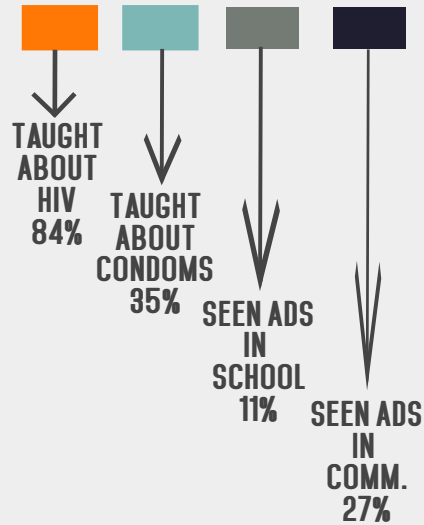 TAUGHT
ABOUT
HIV
84%
TAUGHT
ABOUT
CONDOMS
35%
SEEN ADS
IN
SCHOOL
11%
SEEN ADS
IN
COMM.
27%